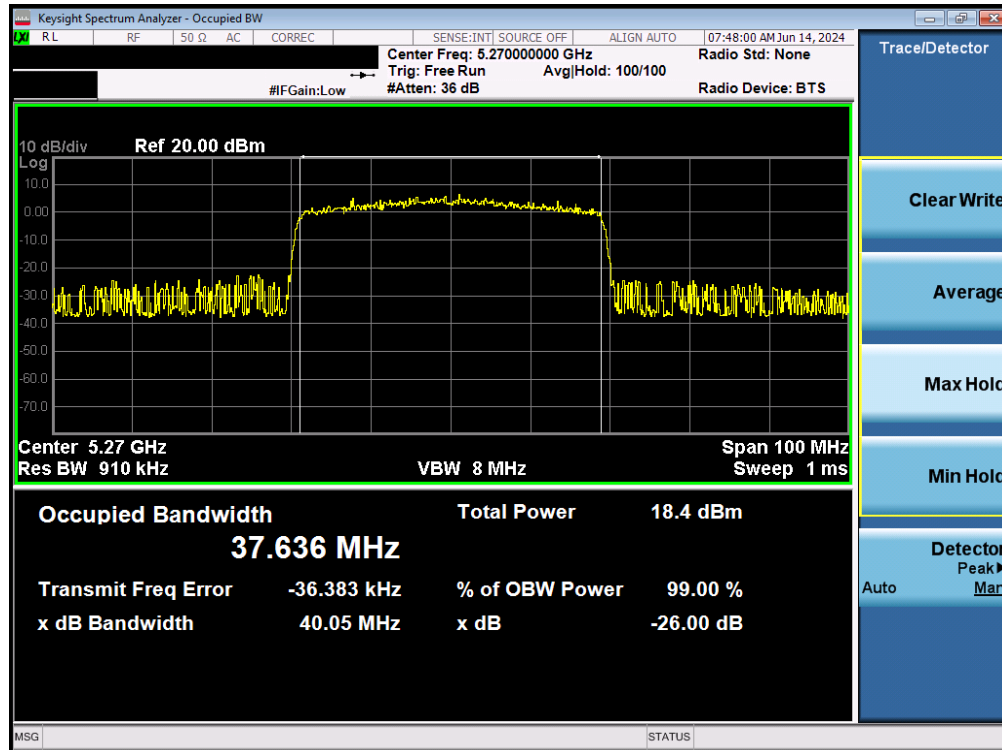 Keysight Spectrum Analyzer - Occupied BW
LXI RL RF 50 Ω AC CORREC SENSE:INT SOURCE OFF ALIGN AUTO 07:48:00 AM Jun 14, 2024
Center Freq: 5.270000000 GHz Radio Std: None
Trig: Free Run Avg|Hold: 100/100
#IFGain:Low #Atten: 36 dB Radio Device: BTS
Trace/Detector
10 dB/div Ref 20.00 dBm
Log
10.0
0.00
-10.0
-20.0
-30.0
-40.0
-50.0
-60.0
-70.0
Center 5.27 GHz Span 100 MHz
Res BW 910 kHz VBW 8 MHz Sweep 1 ms
Occupied Bandwidth Total Power 18.4 dBm
37.636 MHz
Transmit Freq Error -36.383 kHz % of OBW Power 99.00 %
x dB Bandwidth 40.05 MHz x dB -26.00 dB
Clear Write
Average
Max Hold
Min Hold
Detector
Peak
Auto Man
MSG STATUS